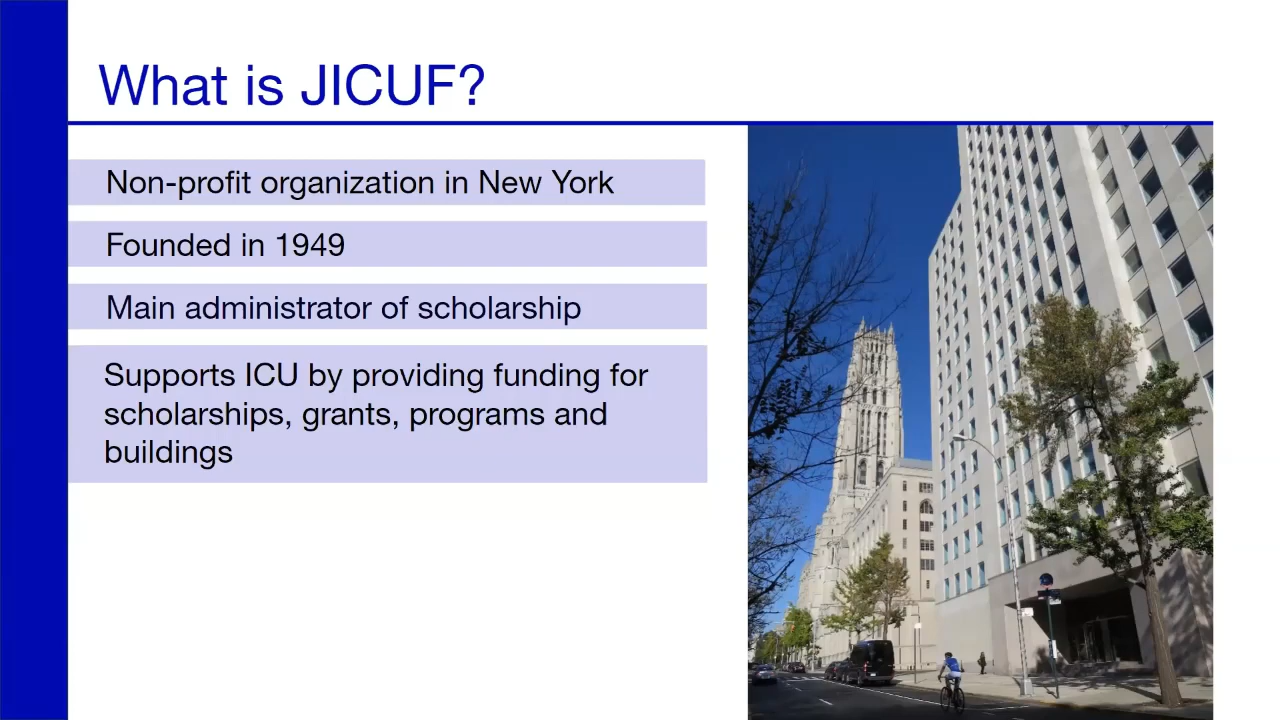 What is JICUF?
Non-profit organization in New York
Founded in 1949
Main administrator of scholarship
Supports ICU by providing funding for
scholarships, grants, programs and
buildings